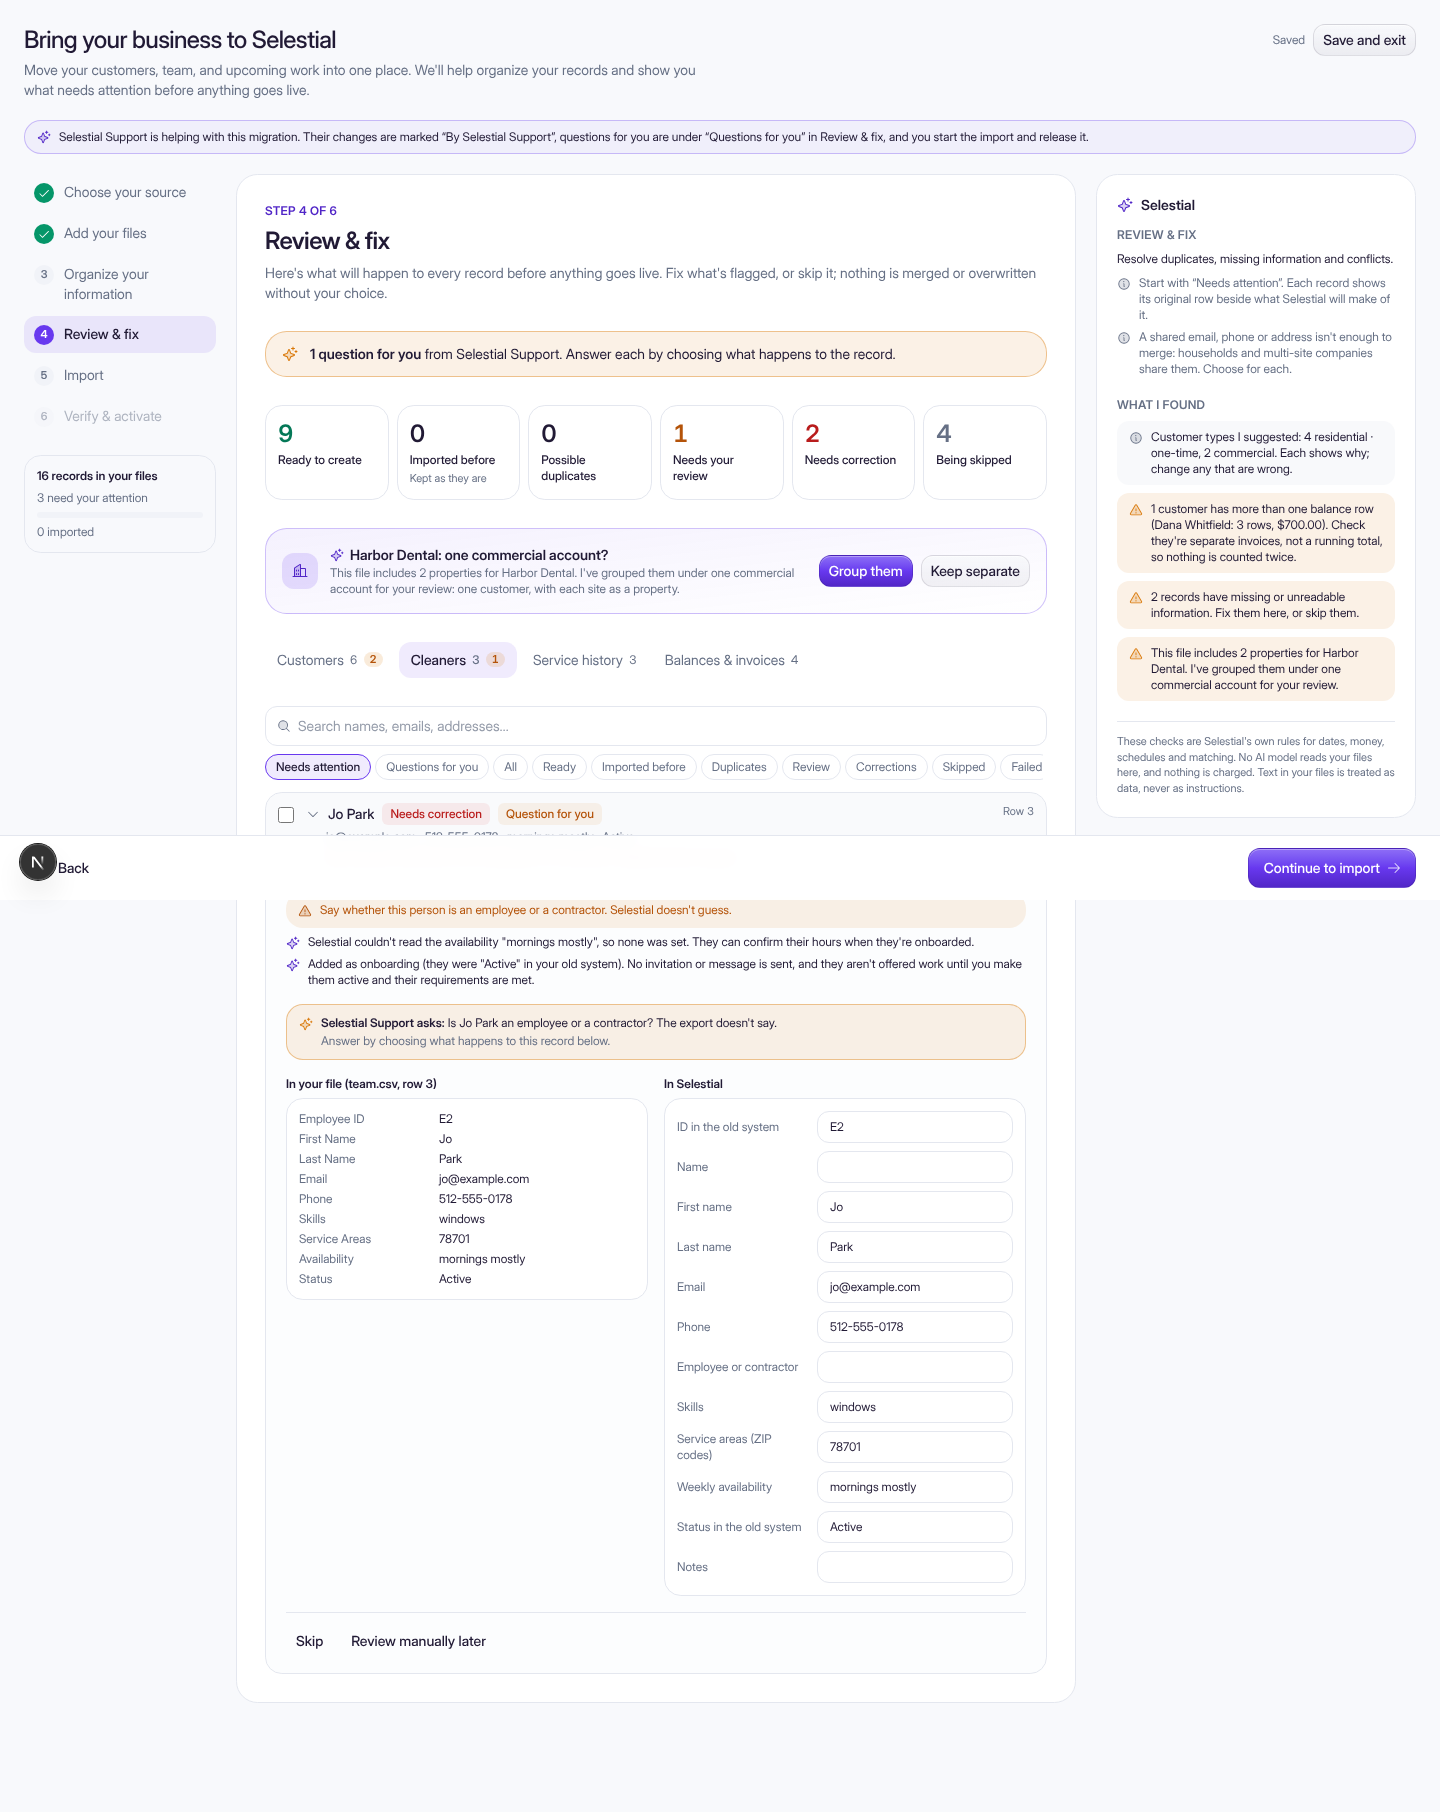 Bring your business to Selestial
Saved
Save and exit
Move your customers, team, and upcoming work into one place. We'll help organize your records and show you
what needs attention before anything goes live.
Selestial Support is helping with this migration. Their changes are marked “By Selestial Support”, questions for you are under “Questions for you” in Review & fix, and you start the import and release it.
Choose your source
Add your files
3
Organize your
information
4
Review & fix
5
Import
6
Verify & activate
16 records in your files
3 need your attention
0 imported
STEP 4 OF 6
Review & fix
Here's what will happen to every record before anything goes live. Fix what's flagged, or skip it; nothing is merged or overwritten
without your choice.
1 question for you from Selestial Support. Answer each by choosing what happens to the record.
9
Ready to create
0
Imported before
Kept as they are
0
Possible
duplicates
1
Needs your
review
2
Needs correction
4
Being skipped
Harbor Dental: one commercial account?
This file includes 2 properties for Harbor Dental. I've grouped them under one commercial
account for your review: one customer, with each site as a property.
Group them
Keep separate
Customers 6 2
Cleaners 3 1
Service history 3
Balances & invoices 4
Search names, emails, addresses...
Needs attention
Questions for you
All
Ready
Imported before
Duplicates
Review
Corrections
Skipped
Failed
Jo Park
Needs correction
Question for you
Row 3
N
Back
Continue to import
Say whether this person is an employee or a contractor. Selestial doesn't guess.
Selestial couldn't read the availability "mornings mostly", so none was set. They can confirm their hours when they're onboarded.
Added as onboarding (they were "Active" in your old system). No invitation or message is sent, and they aren't offered work until you make
them active and their requirements are met.
Selestial Support asks: Is Jo Park an employee or a contractor? The export doesn't say.
Answer by choosing what happens to this record below.
In your file (team.csv, row 3)
Employee ID E2
First Name Jo
Last Name Park
Email jo@example.com
Phone 512-555-0178
Skills windows
Service Areas 78701
Availability mornings mostly
Status Active
In Selestial
ID in the old system E2
Name
First name Jo
Last name Park
Email jo@example.com
Phone 512-555-0178
Employee or contractor
Skills windows
Service areas (ZIP
codes) 78701
Weekly availability mornings mostly
Status in the old system Active
Notes
Skip
Review manually later
Selestial
REVIEW & FIX
Resolve duplicates, missing information and conflicts.
Start with “Needs attention”. Each record shows
its original row beside what Selestial will make of
it.
A shared email, phone or address isn't enough to
merge: households and multi-site companies
share them. Choose for each.
WHAT I FOUND
Customer types I suggested: 4 residential ·
one-time, 2 commercial. Each shows why;
change any that are wrong.
1 customer has more than one balance row
(Dana Whitfield: 3 rows, $700.00). Check
they're separate invoices, not a running total,
so nothing is counted twice.
2 records have missing or unreadable
information. Fix them here, or skip them.
This file includes 2 properties for Harbor
Dental. I've grouped them under one
commercial account for your review.
These checks are Selestial's own rules for dates, money,
schedules and matching. No AI model reads your files
here, and nothing is charged. Text in your files is treated as
data, never as instructions.